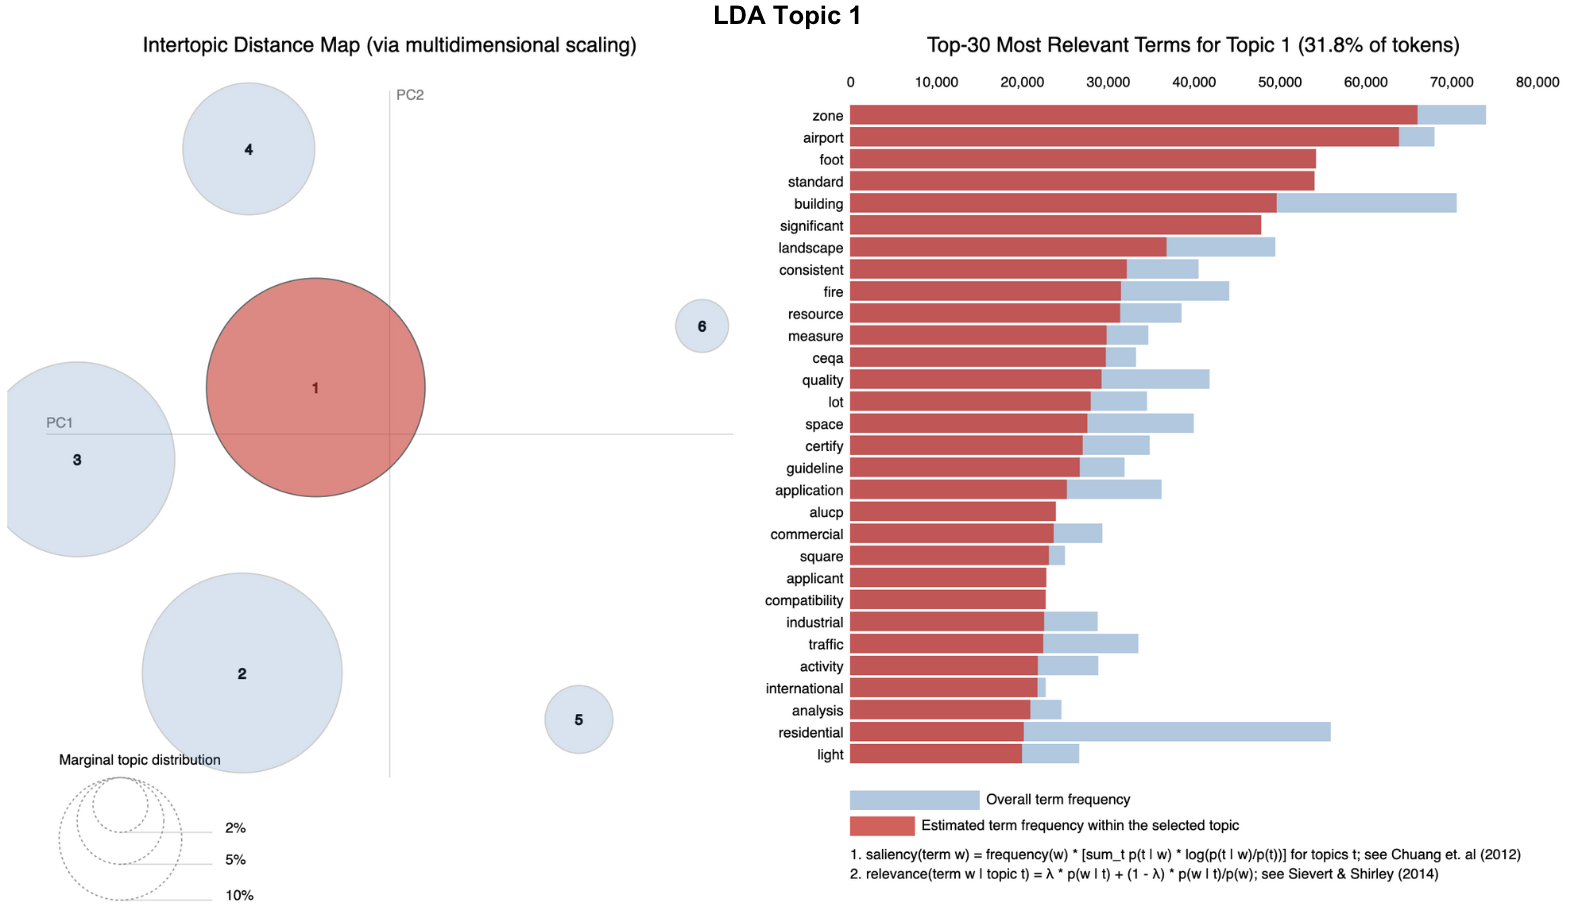 LDA Topic 1
Intertopic Distance Map (via multidimensional scaling)
PC2
4
6
1
PC1
3
2
5
Marginal topic distribution
2%
5%
10%
Top-30 Most Relevant Terms for Topic 1 (31.8% of tokens)
0 10,000 20,000 30,000 40,000 50,000 60,000 70,000 80,000
zone
airport
foot
standard
building
significant
landscape
consistent
fire
resource
measure
ceqa
quality
lot
space
certify
guideline
application
alucp
commercial
square
applicant
compatibility
industrial
traffic
activity
international
analysis
residential
light
Overall term frequency
Estimated term frequency within the selected topic
1. saliency(term w) = frequency(w) * [sum_t p(t | w) * log(p(t | w)/p(t))] for topics t; see Chuang et. al (2012)
2. relevance(term w | topic t) = λ * p(w | t) + (1 - λ) * p(w | t)/p(w); see Sievert & Shirley (2014)